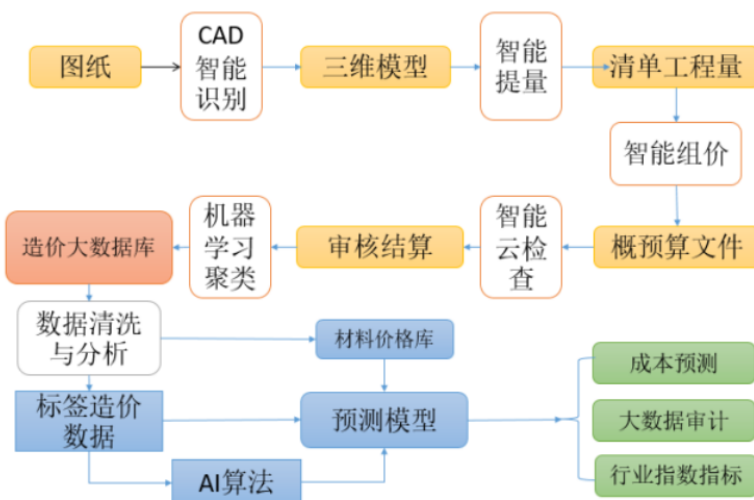 图纸
CAD
智能
识别
三维模型
智能
提量
清单工程量
智能组价
造价大数据库
机器
学习
聚类
审核结算
智能
云检
查
概预算文件
数据清洗
与分析
材料价格库
成本预测
标签造价
数据
预测模型
大数据审计
AI算法
行业指数指标